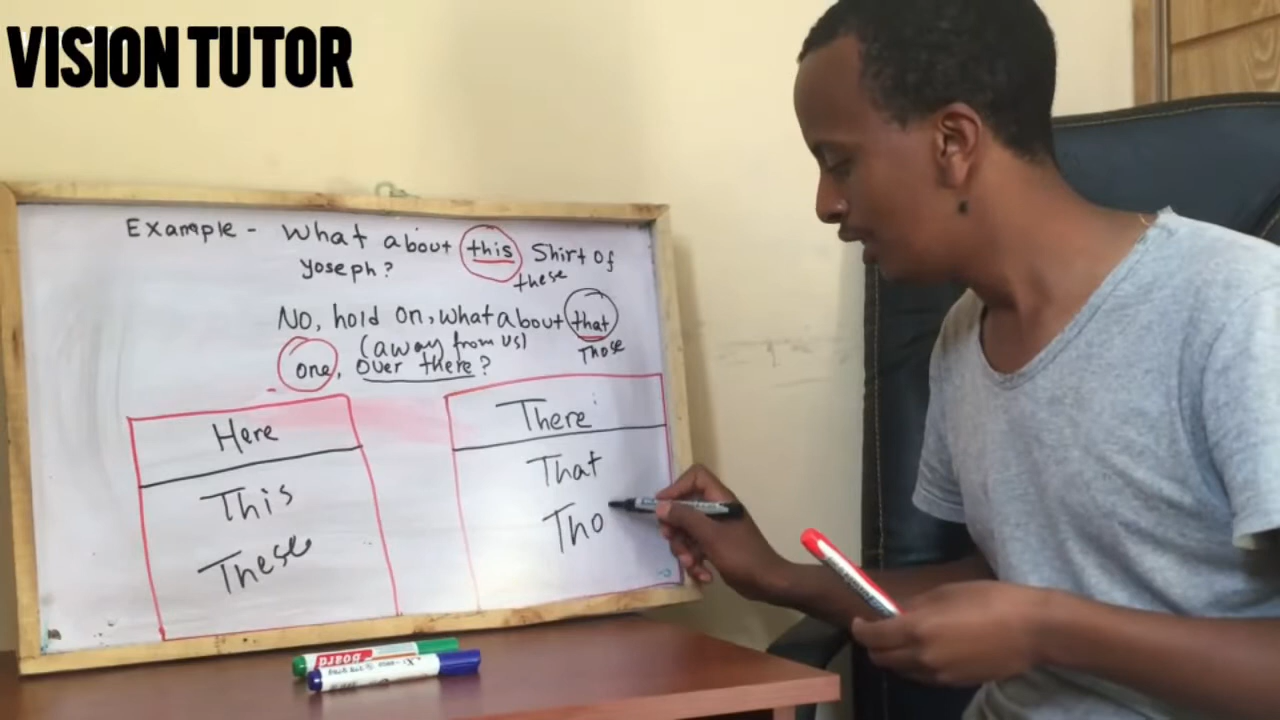 VISION TUTOR
Example - What about this Shirt of
these
Yoseph?
No, hold on, what about that
Those
(away from us)
one, Over there?
Here
This
These
There
That
Tho